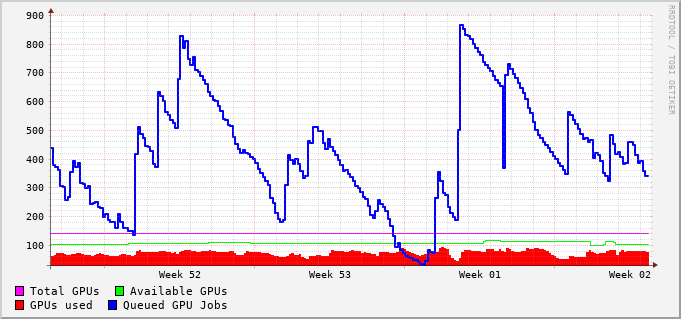 900
800
700
600
500
400
300
200
100
Week 52 Week 53 Week 01 Week 02
Total GPUs Available GPUs
GPUs used Queued GPU Jobs
RRDTOOL / TOBI OETIKER